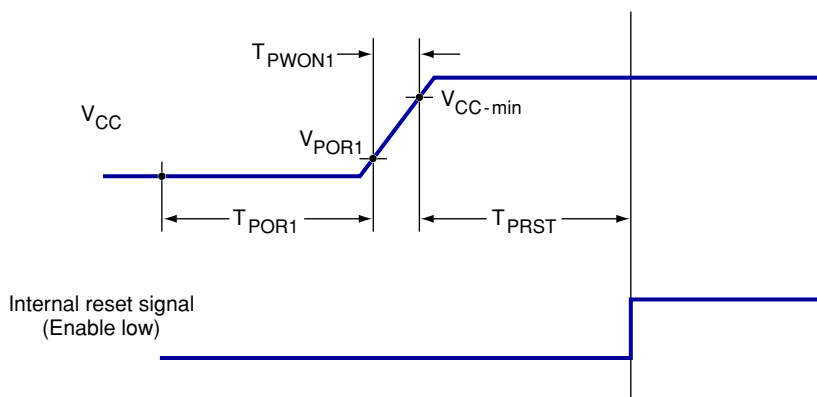 TPWON1
VCC
VCC-min
VPOR1
TPOR1
TPRST
Internal reset signal
(Enable low)